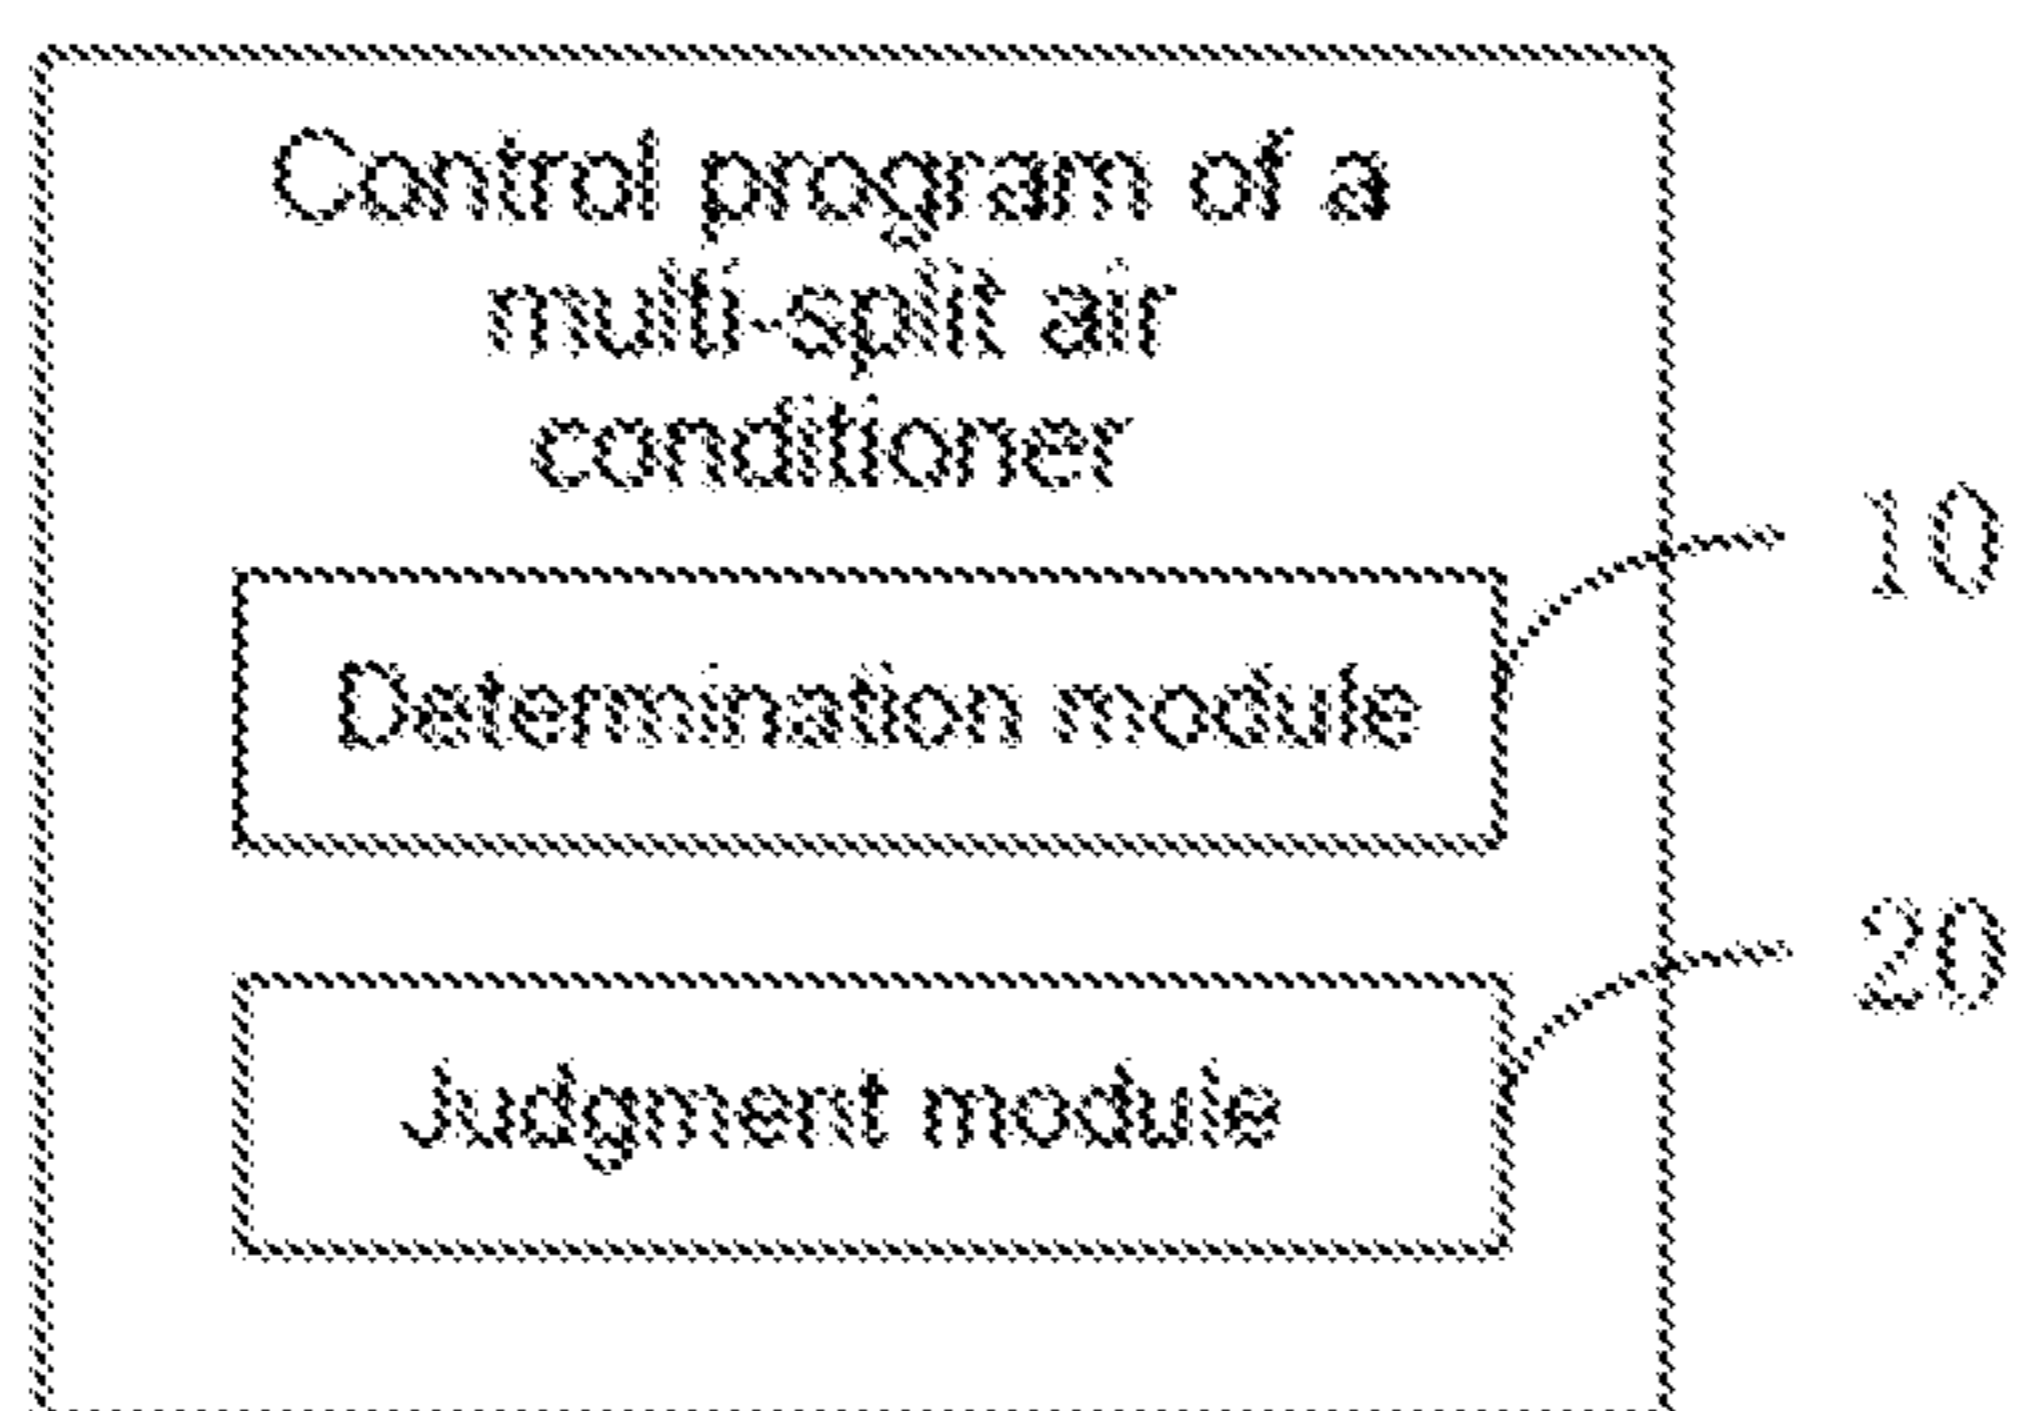 Control program of a
multi-split air
conditioner
10
Determination module
20
Judgment module